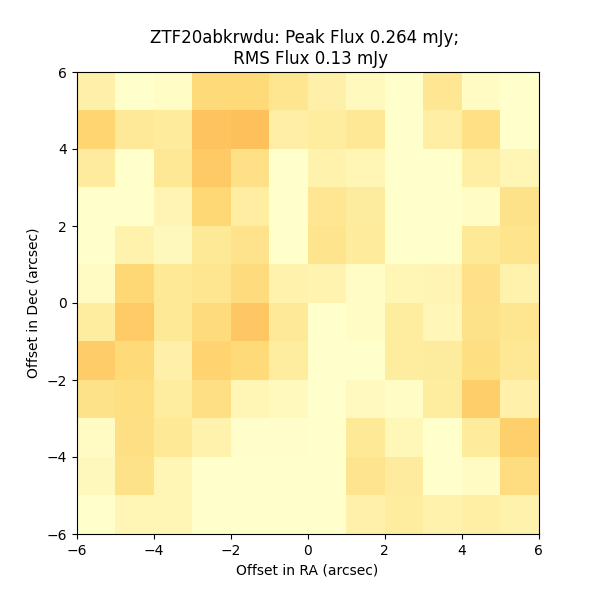 ZTF20abkrwdu: Peak Flux 0.264 mJy;
RMS Flux 0.13 mJy
6
4
2
0
−2
−4
−6
Offset in Dec (arcsec)
−6 −4 −2 0 2 4 6
Offset in RA (arcsec)